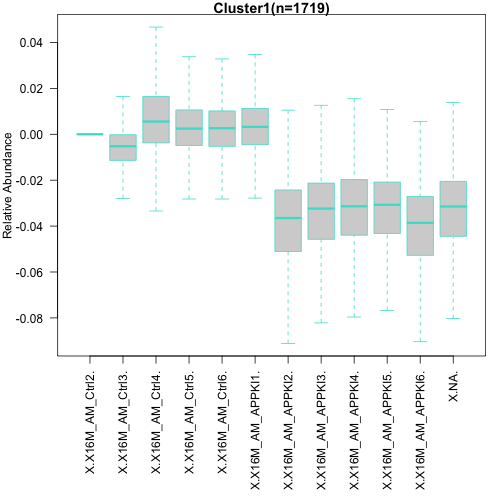 Cluster1(n=1719)
Relative Abundance
0.04
0.02
0.00
-0.02
-0.04
-0.06
-0.08
X.X16M_AM_Ctrl2.
X.X16M_AM_Ctrl3.
X.X16M_AM_Ctrl4.
X.X16M_AM_Ctrl5.
X.X16M_AM_Ctrl6.
X.X16M_AM_APPKI1.
X.X16M_AM_APPKI2.
X.X16M_AM_APPKI3.
X.X16M_AM_APPKI4.
X.X16M_AM_APPKI5.
X.X16M_AM_APPKI6.
X.NA.